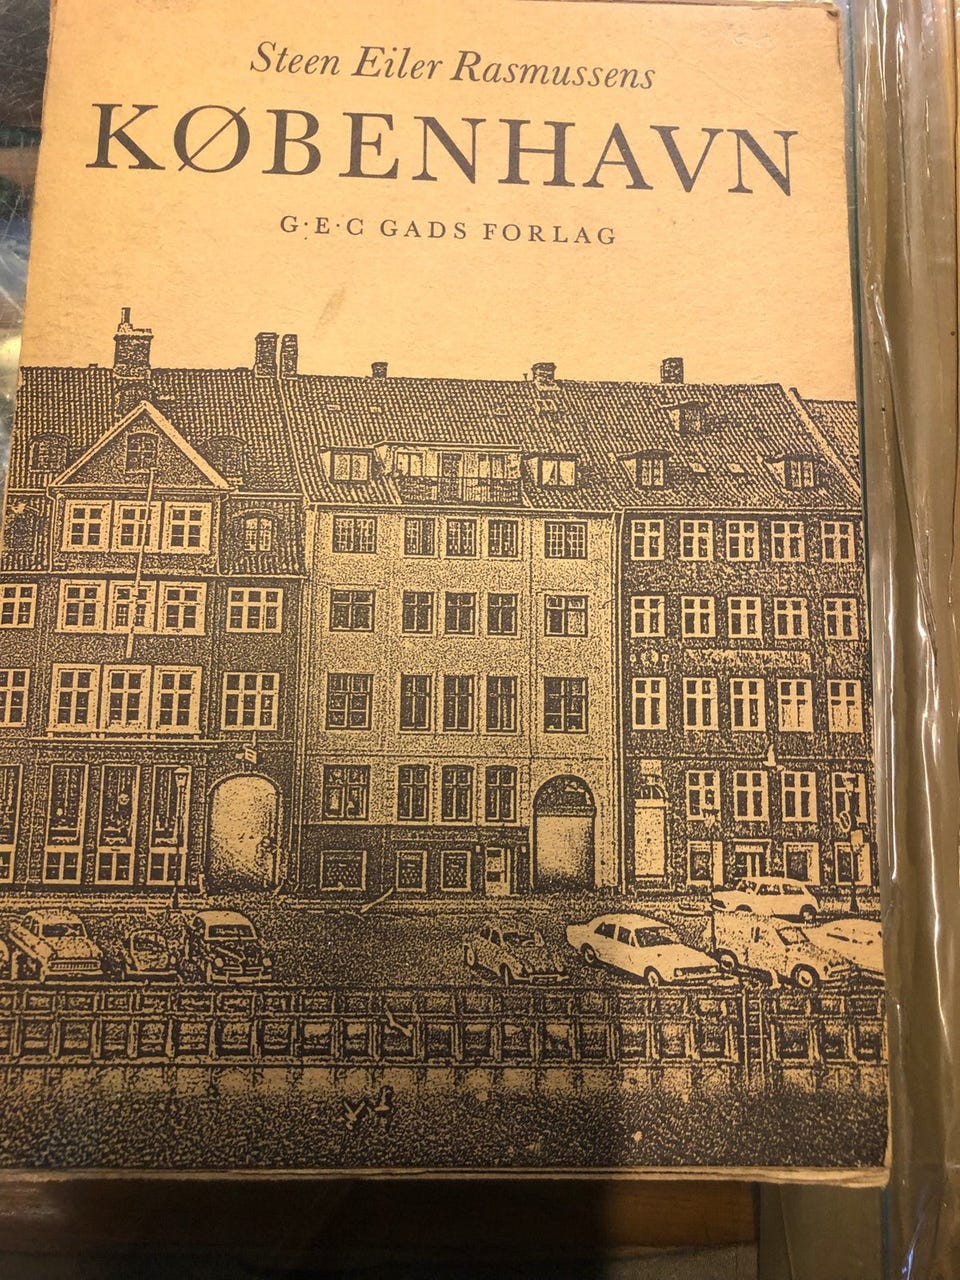 Steen Eiler Rasmussens
KØBENHAVN
G·E·C GADS FORLAG